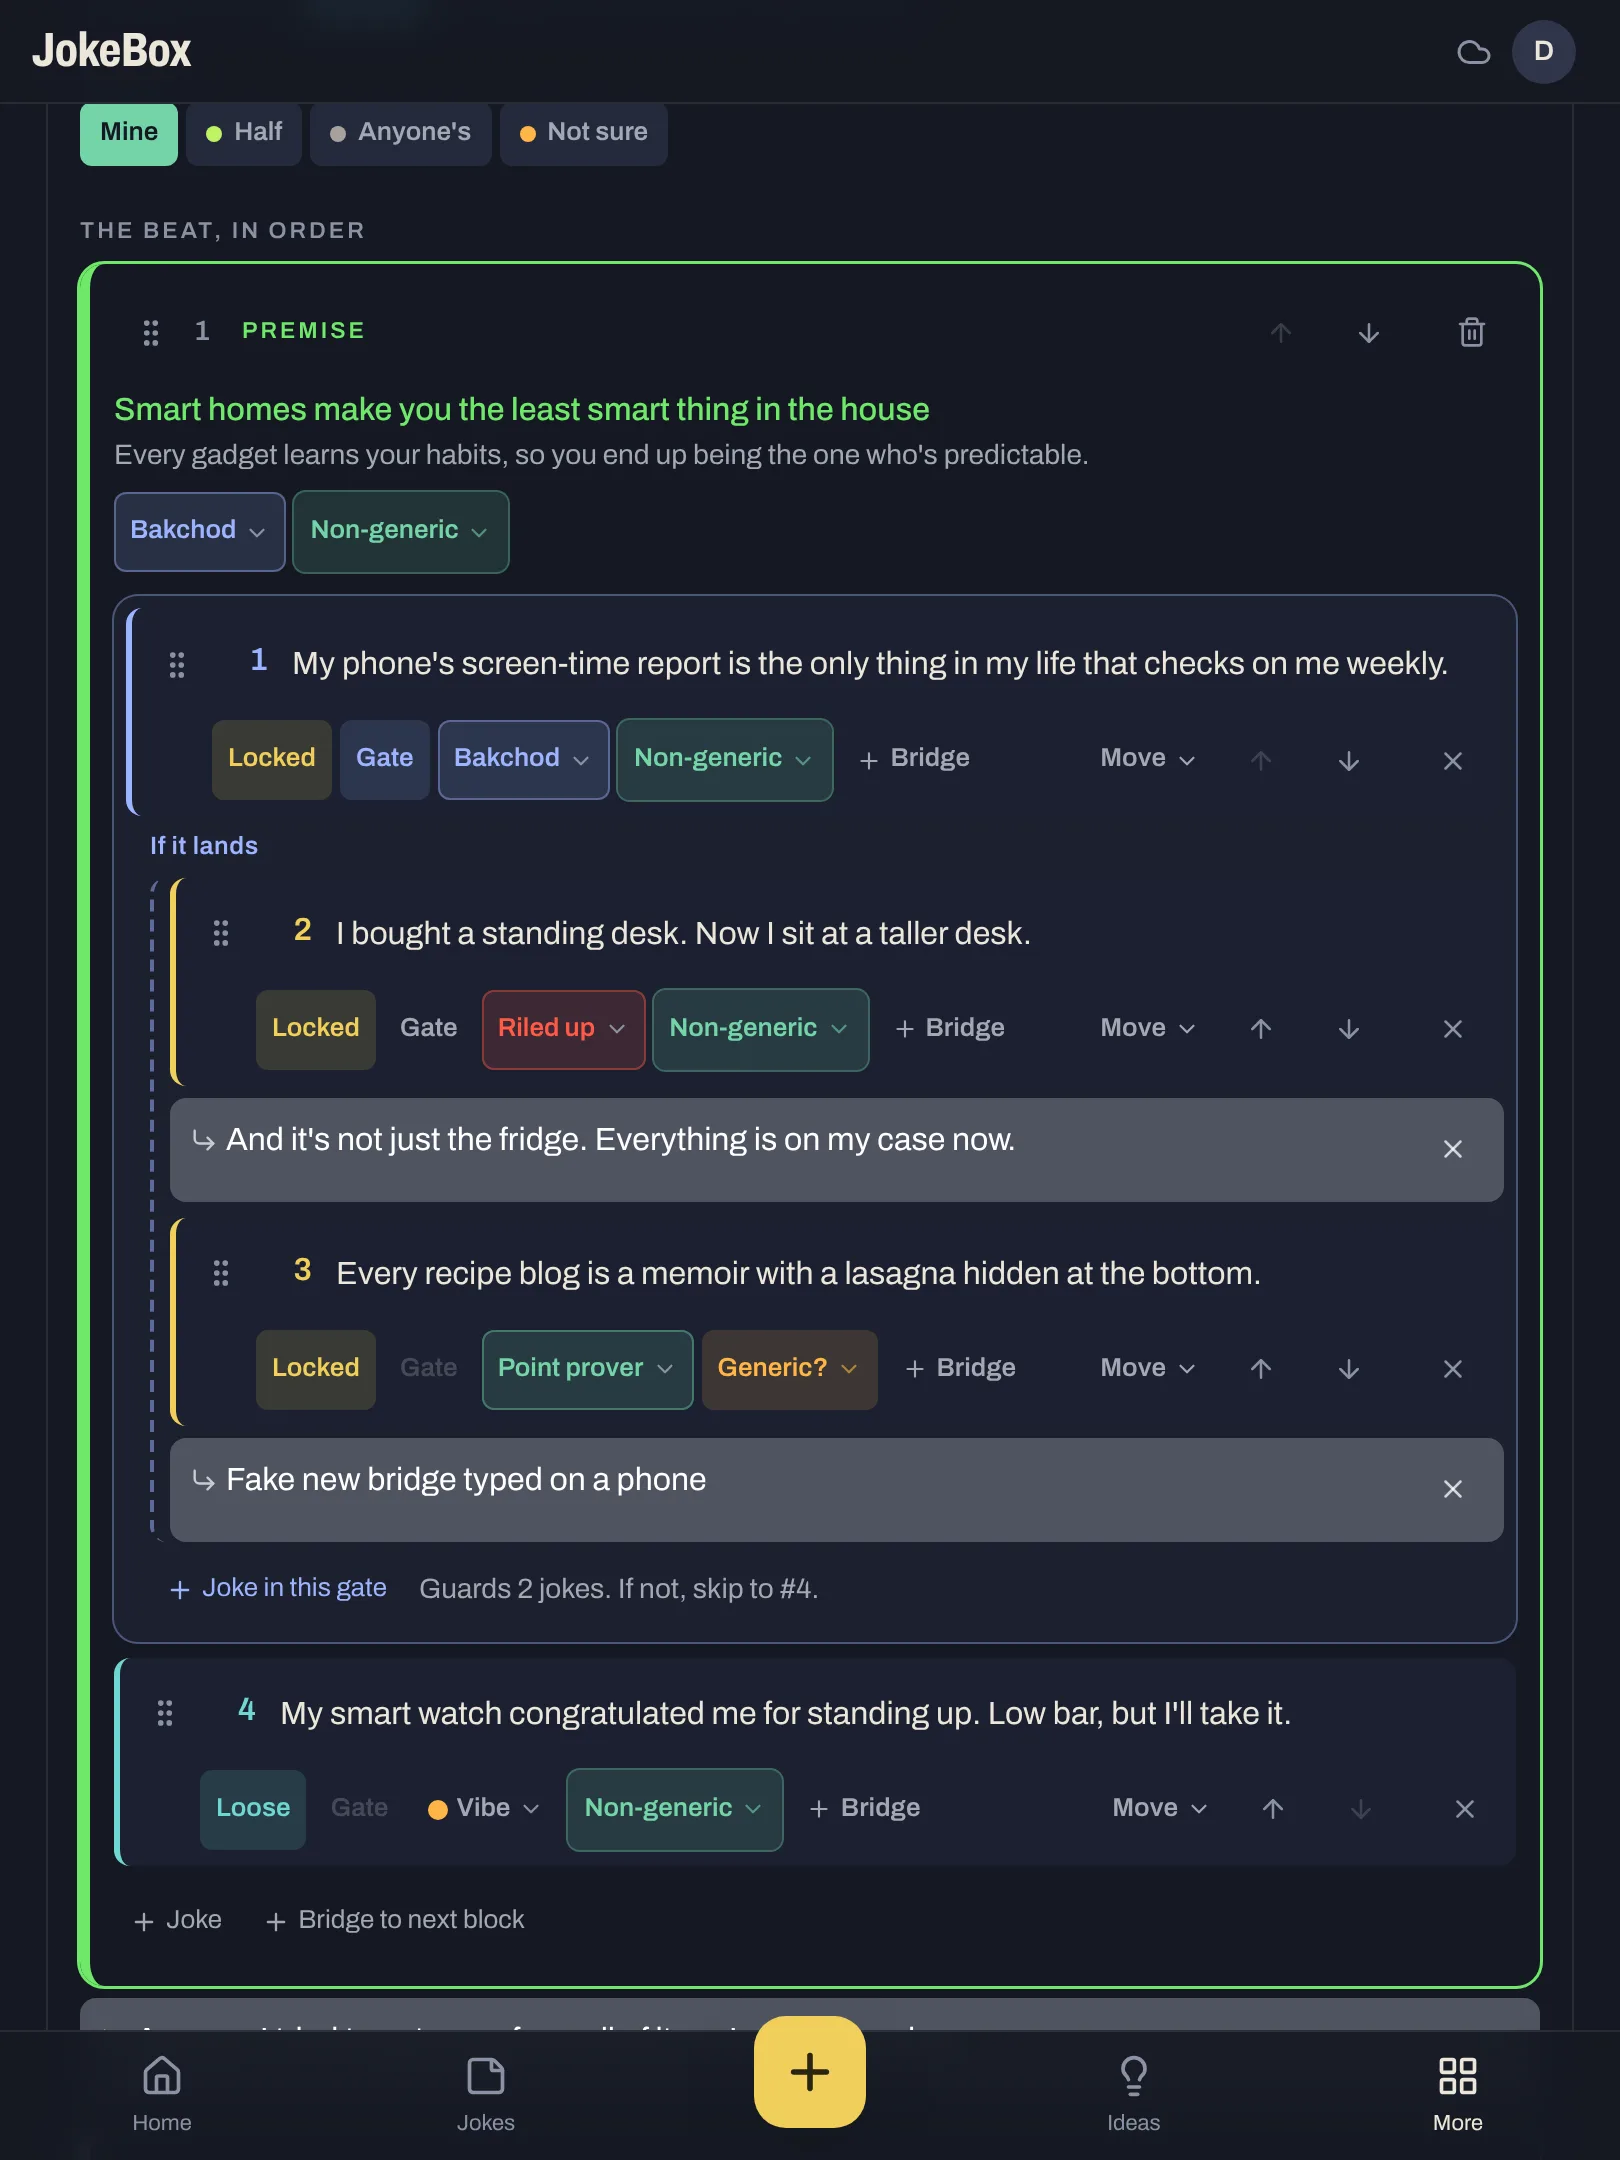 JokeBox
D
Mine
Half
Anyone's
Not sure
THE BEAT, IN ORDER
1 PREMISE
Smart homes make you the least smart thing in the house
Every gadget learns your habits, so you end up being the one who's predictable.
Bakchod
Non-generic
1 My phone's screen-time report is the only thing in my life that checks on me weekly.
Locked Gate Bakchod Non-generic + Bridge Move
If it lands
2 I bought a standing desk. Now I sit at a taller desk.
Locked Gate Riled up Non-generic + Bridge Move
And it's not just the fridge. Everything is on my case now.
3 Every recipe blog is a memoir with a lasagna hidden at the bottom.
Locked Gate Point prover Generic? + Bridge Move
Fake new bridge typed on a phone
+ Joke in this gate Guards 2 jokes. If not, skip to #4.
4 My smart watch congratulated me for standing up. Low bar, but I'll take it.
Loose Gate Vibe Non-generic + Bridge Move
+ Joke + Bridge to next block
Home
Jokes
Ideas
More